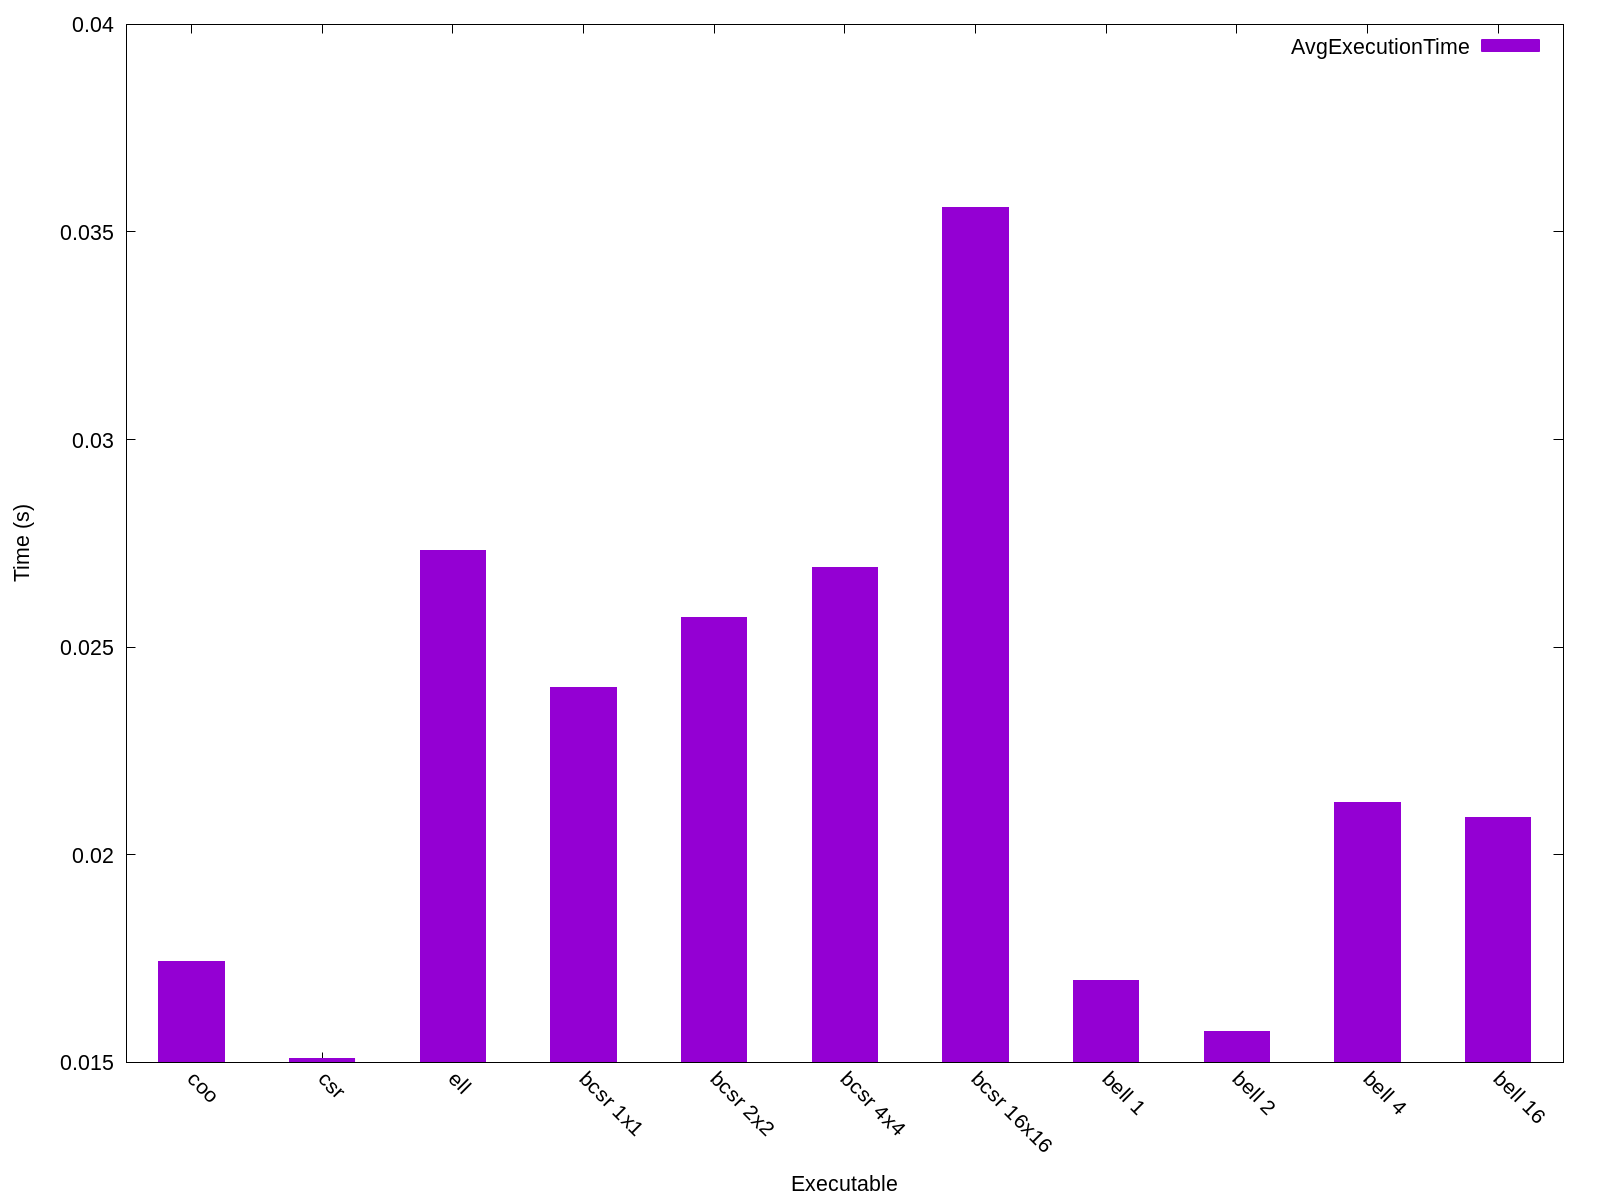 AvgExecutionTime
0.04
0.035
0.03
0.025
0.02
0.015
Time (s)
coo
csr
ell
bcsr 1x1
bcsr 2x2
bcsr 4x4
bcsr 16x16
bell 1
bell 2
bell 4
bell 16
Executable